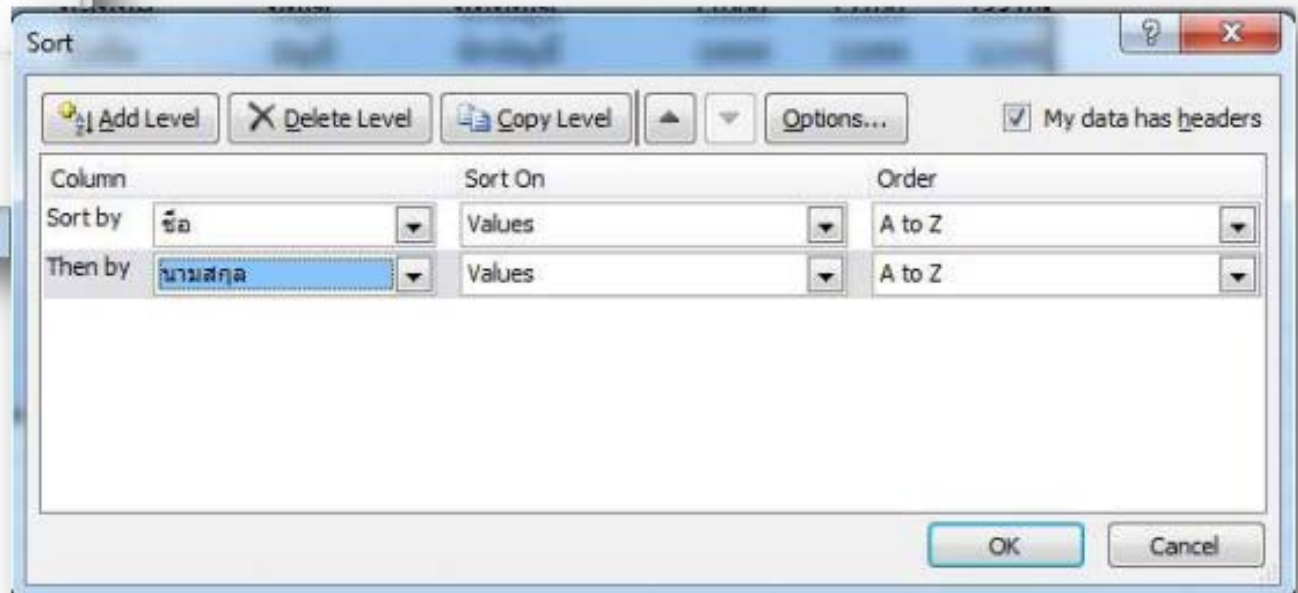 Sort
Add Level Delete Level Copy Level Options... My data has headers
Column Sort On Order
Sort by ชื่อ Values A to Z
Then by นามสกุล Values A to Z
OK Cancel